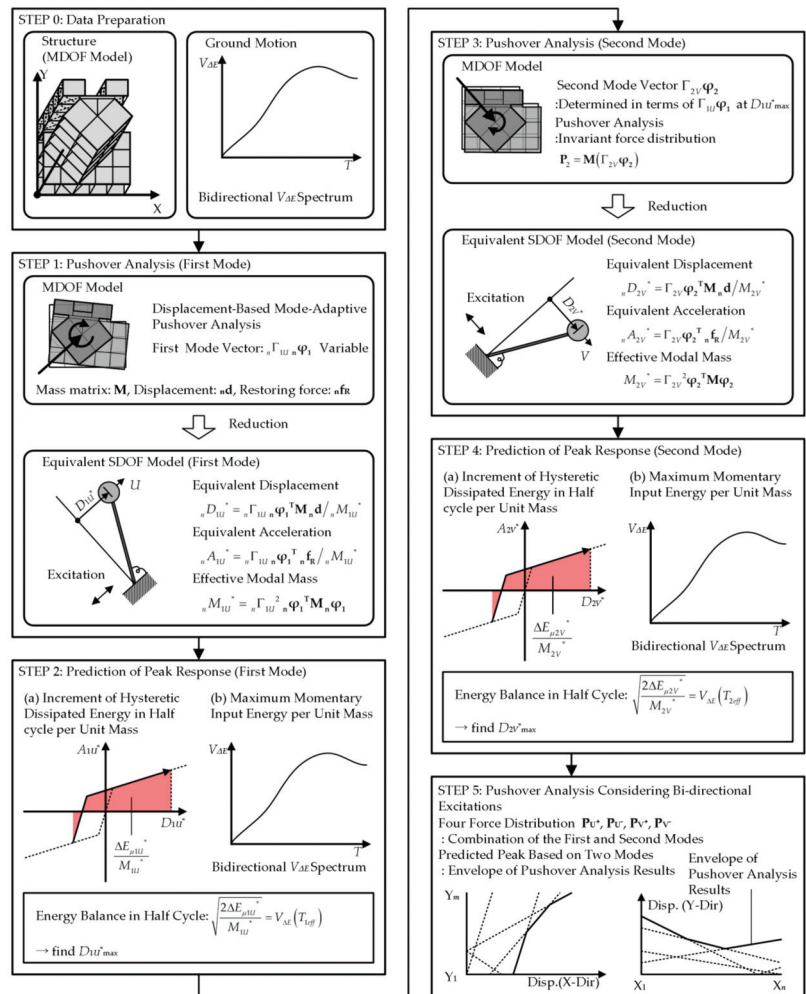 STEP 0: Data Preparation
Structure
(MDOF Model)
Y
X
Ground Motion
VΔE
T
Bidirectional VΔE Spectrum
STEP 1: Pushover Analysis (First Mode)
MDOF Model
Displacement-Based Mode-Adaptive
Pushover Analysis
First Mode Vector: ₙΓ₁U ₙφ₁ Variable
Mass matrix: M, Displacement: ₙd, Restoring force: ₙfR
Reduction
Equivalent SDOF Model (First Mode)
D₁U*
U
Excitation
Equivalent Displacement
ₙD₁U* = ₙΓ₁U ₙφ₁ᵀM ₙd/ₙM₁U*
Equivalent Acceleration
ₙA₁U* = ₙΓ₁U ₙφ₁ᵀ ₙfR/ₙM₁U*
Effective Modal Mass
ₙM₁U* = ₙΓ₁U² ₙφ₁ᵀM ₙφ₁
STEP 2: Prediction of Peak Response (First Mode)
(a) Increment of Hysteretic
Dissipated Energy in Half
cycle per Unit Mass
A₁U*
D₁U*
ΔEμ1U*
M₁U*
(b) Maximum Momentary
Input Energy per Unit Mass
VΔE
T
Bidirectional VΔE Spectrum
Energy Balance in Half Cycle: √(2ΔEμ1U*/M₁U*) = VΔE(T₁eff)
→ find D₁U*max
STEP 3: Pushover Analysis (Second Mode)
MDOF Model
Second Mode Vector Γ₂Vφ₂
:Determined in terms of Γ₁Uφ₁ at D₁U*max
Pushover Analysis
:Invariant force distribution
P₂ = M(Γ₂Vφ₂)
Reduction
Equivalent SDOF Model (Second Mode)
Excitation
D₂V*
V
Equivalent Displacement
ₙD₂V* = Γ₂Vφ₂ᵀM ₙd/M₂V*
Equivalent Acceleration
ₙA₂V* = Γ₂Vφ₂ᵀ ₙfR/M₂V*
Effective Modal Mass
M₂V* = Γ₂V²φ₂ᵀMφ₂
STEP 4: Prediction of Peak Response (Second Mode)
(a) Increment of Hysteretic
Dissipated Energy in Half
cycle per Unit Mass
A₂V*
D₂V*
ΔEμ2V*
M₂V*
(b) Maximum Momentary
Input Energy per Unit Mass
VΔE
T
Bidirectional VΔE Spectrum
Energy Balance in Half Cycle: √(2ΔEμ2V*/M₂V*) = VΔE(T₂eff)
→ find D₂V*max
STEP 5: Pushover Analysis Considering Bi-directional
Excitations
Four Force Distribution PU⁺, PU⁻, PV⁺, PV⁻
: Combination of the First and Second Modes
Predicted Peak Based on Two Modes
: Envelope of Pushover Analysis Results
Ym
Y1
Disp.(X-Dir)
Envelope of
Pushover Analysis
Results
Disp. (Y-Dir)
X1
Xn